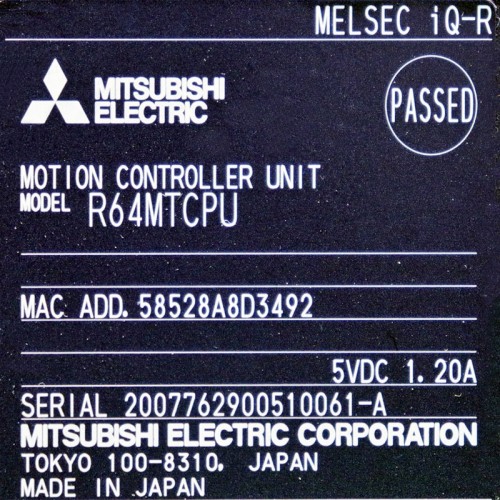 MELSEC iQ-R
MITSUBISHI
ELECTRIC
PASSED
MOTION CONTROLLER UNIT
MODEL R64MTCPU
MAC ADD. 58528A8D3492
5VDC 1.20A
SERIAL 2007762900510061-A
MITSUBISHI ELECTRIC CORPORATION
TOKYO 100-8310, JAPAN
MADE IN JAPAN